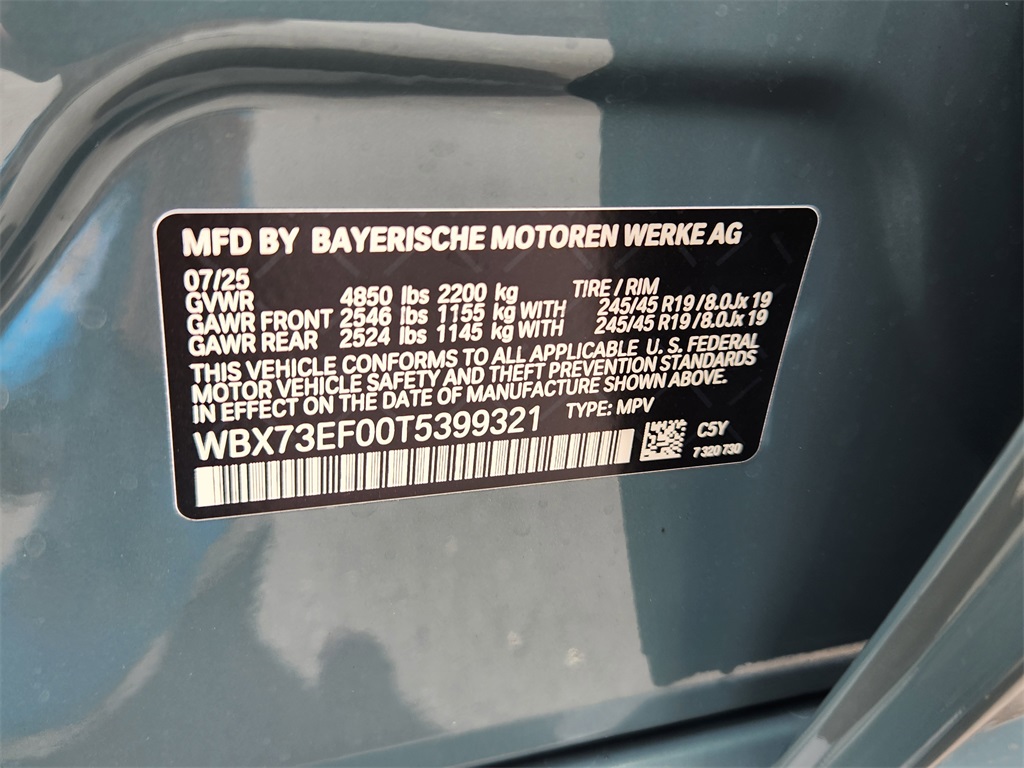 MFD BY BAYERISCHE MOTOREN WERKE AG
07/25
GVWR 4850 lbs 2200 kg TIRE / RIM
GAWR FRONT 2546 lbs 1155 kg WITH 245/45 R19 / 8.0Jx 19
GAWR REAR 2524 lbs 1145 kg WITH 245/45 R19 / 8.0Jx 19
THIS VEHICLE CONFORMS TO ALL APPLICABLE U. S. FEDERAL
MOTOR VEHICLE SAFETY AND THEFT PREVENTION STANDARDS
IN EFFECT ON THE DATE OF MANUFACTURE SHOWN ABOVE.
WBX73EF00T5399321 TYPE: MPV
C5Y
7 320 730